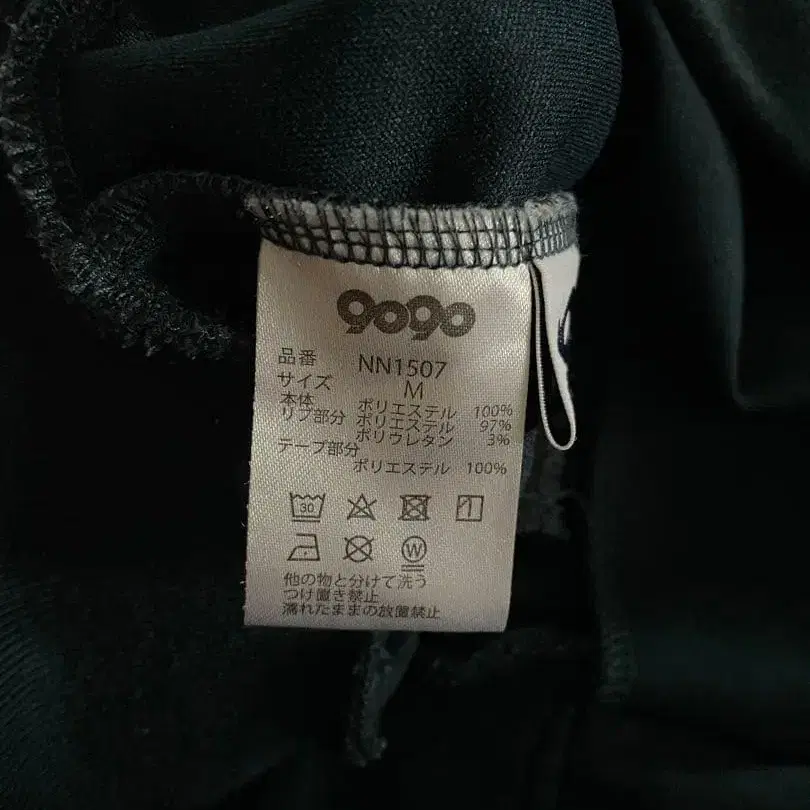 9090
品番 NN1507
サイズ M
本体 ポリエステル 100%
リブ部分 ポリエステル 97%
ポリウレタン 3%
テープ部分
ポリエステル 100%
30
W
他の物と分けて洗う
つけ置き禁止
濡れたままの放置禁止